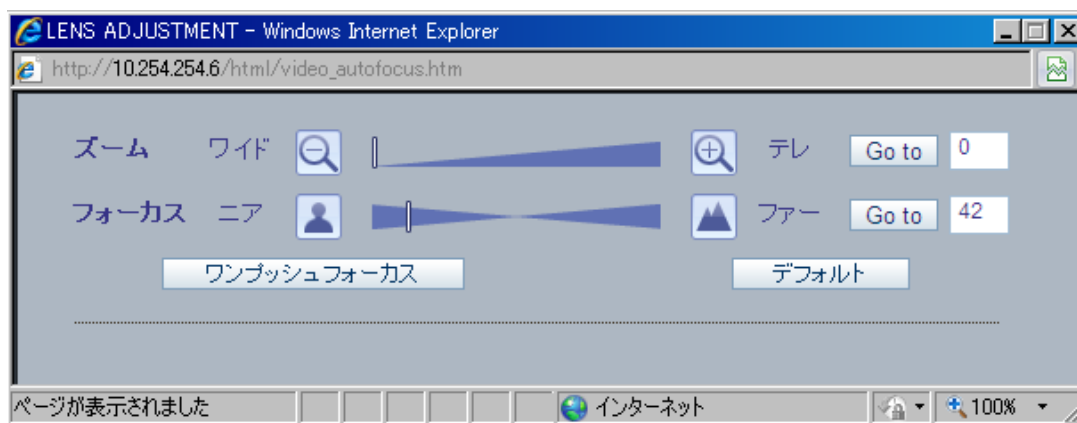 LENS ADJUSTMENT - Windows Internet Explorer
http://10.254.254.6/html/video_autofocus.htm
ズーム ワイド テレ Go to 0
フォーカス ニア ファー Go to 42
ワンプッシュフォーカス デフォルト
ページが表示されました インターネット 100%